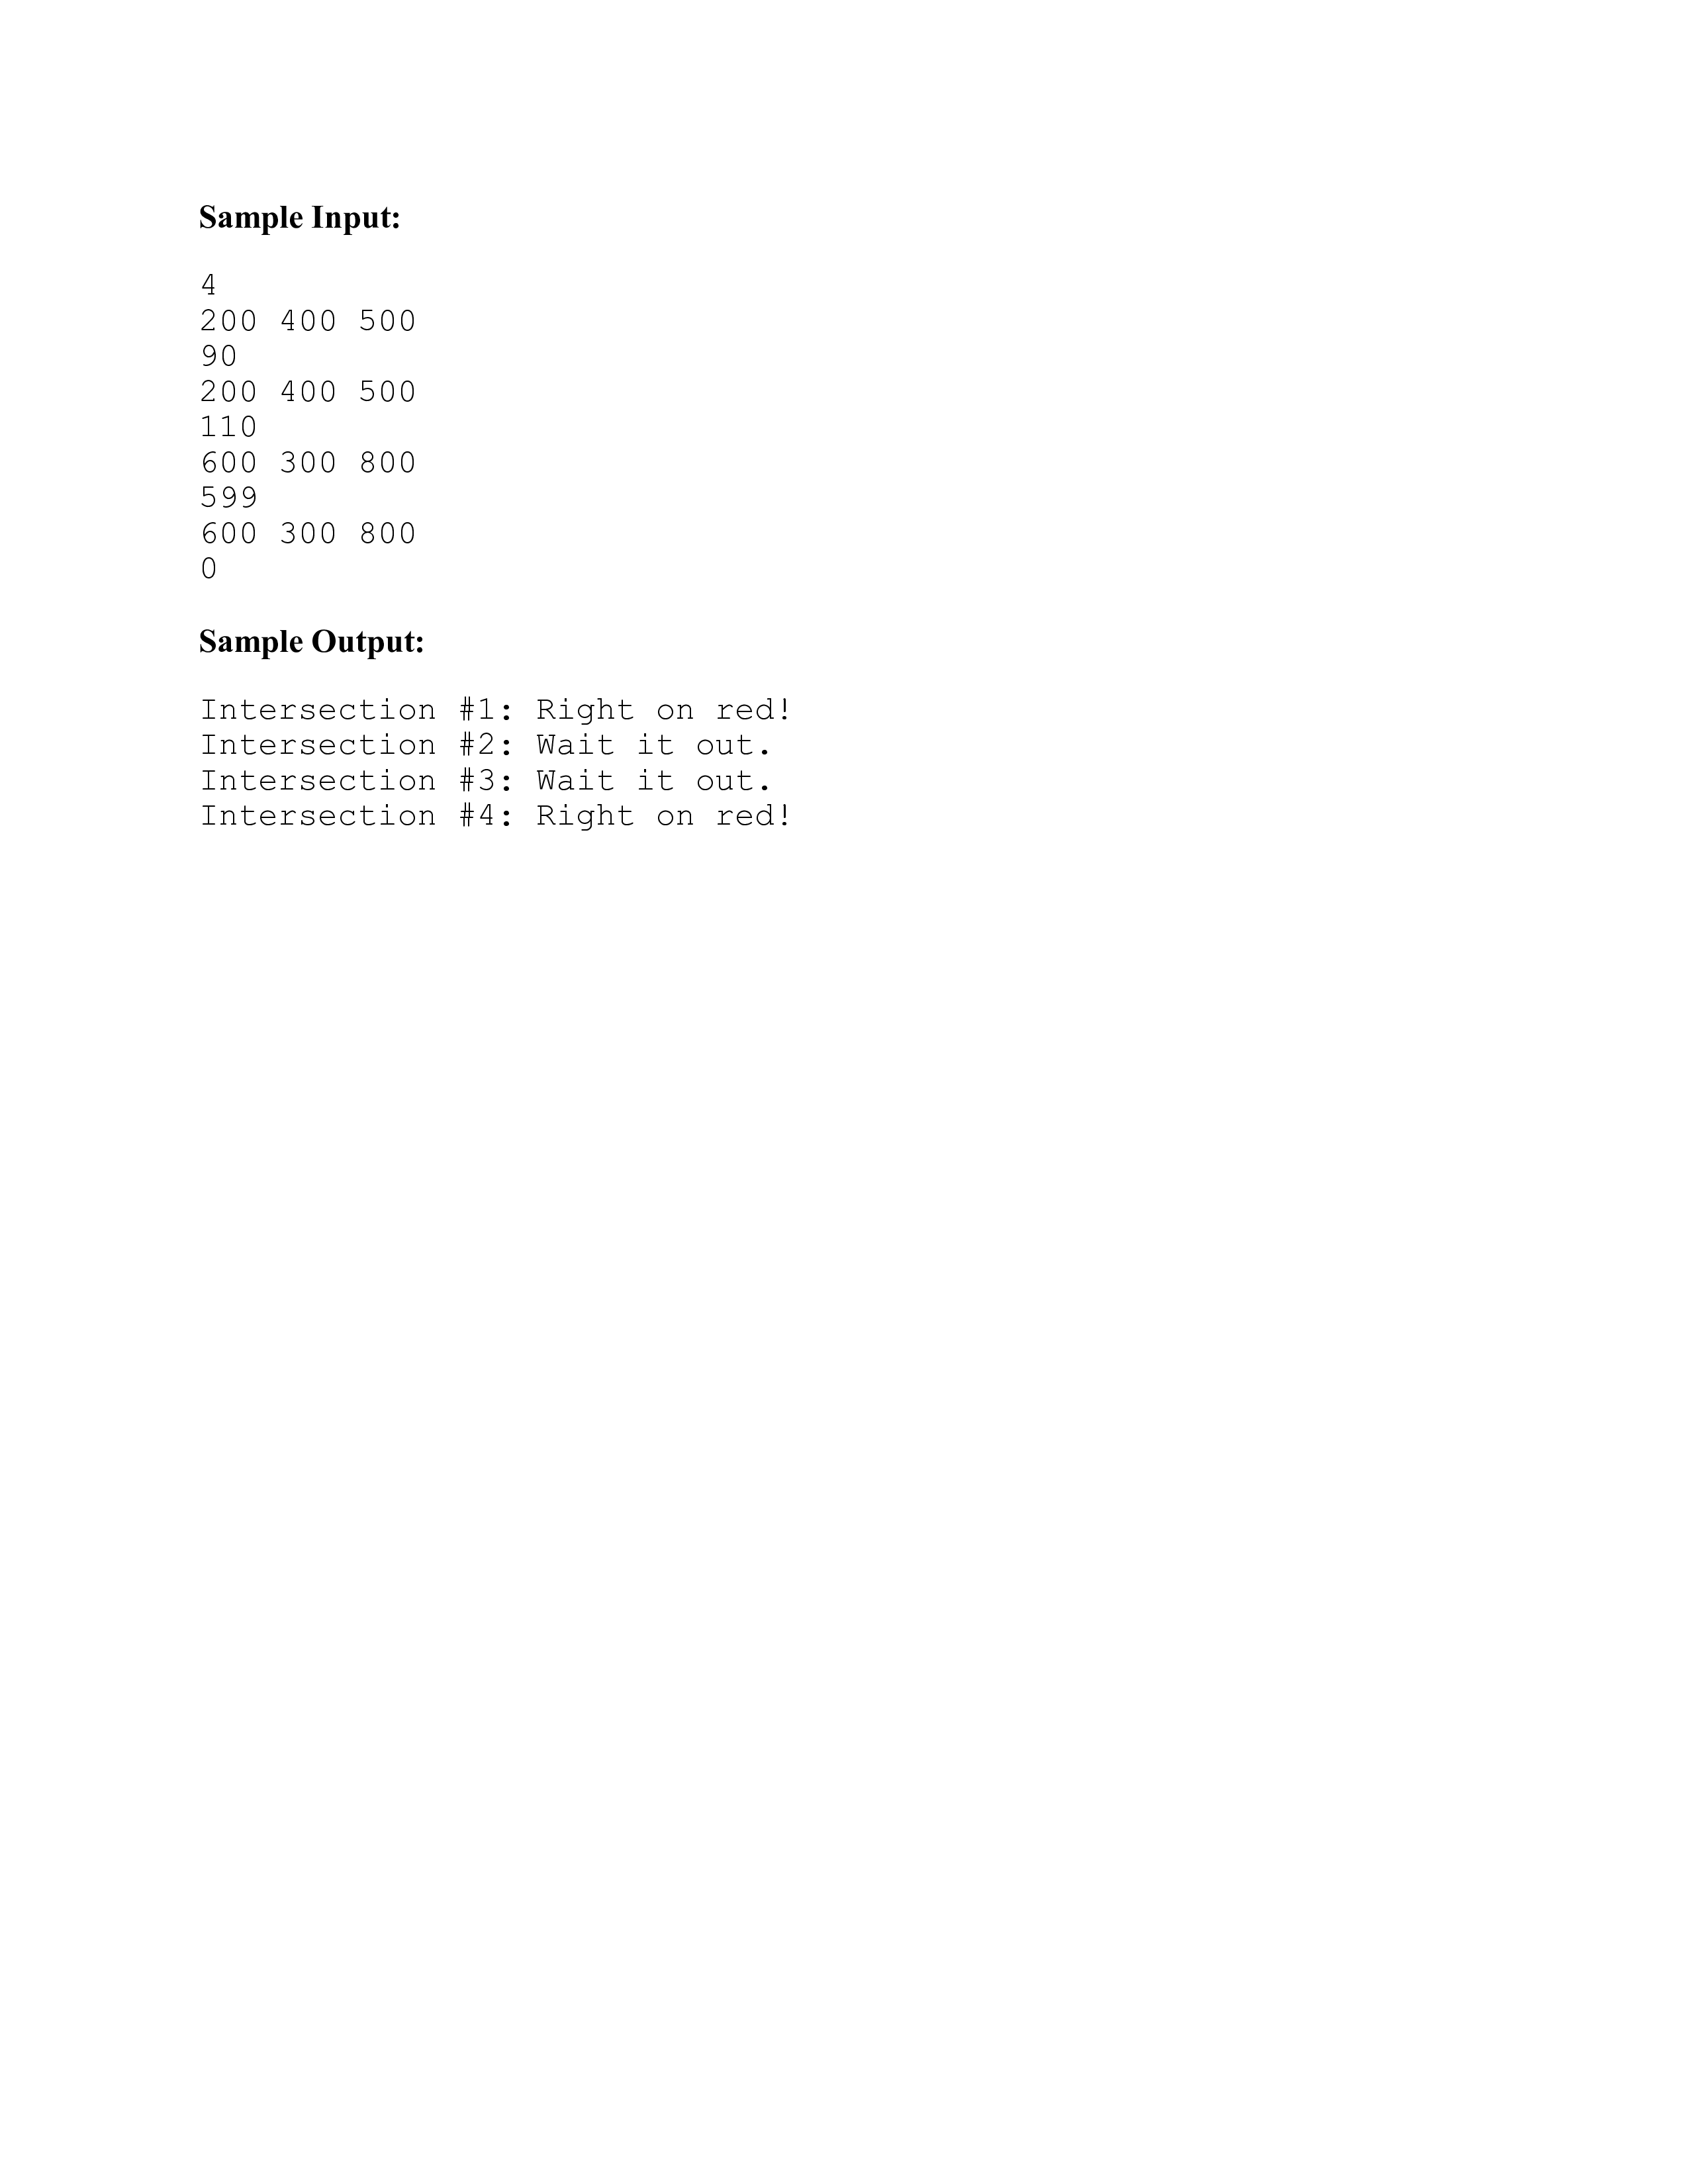 Sample Input:
4
200 400 500
90
200 400 500
110
600 300 800
599
600 300 800
0
Sample Output:
Intersection #1: Right on red!
Intersection #2: Wait it out.
Intersection #3: Wait it out.
Intersection #4: Right on red!